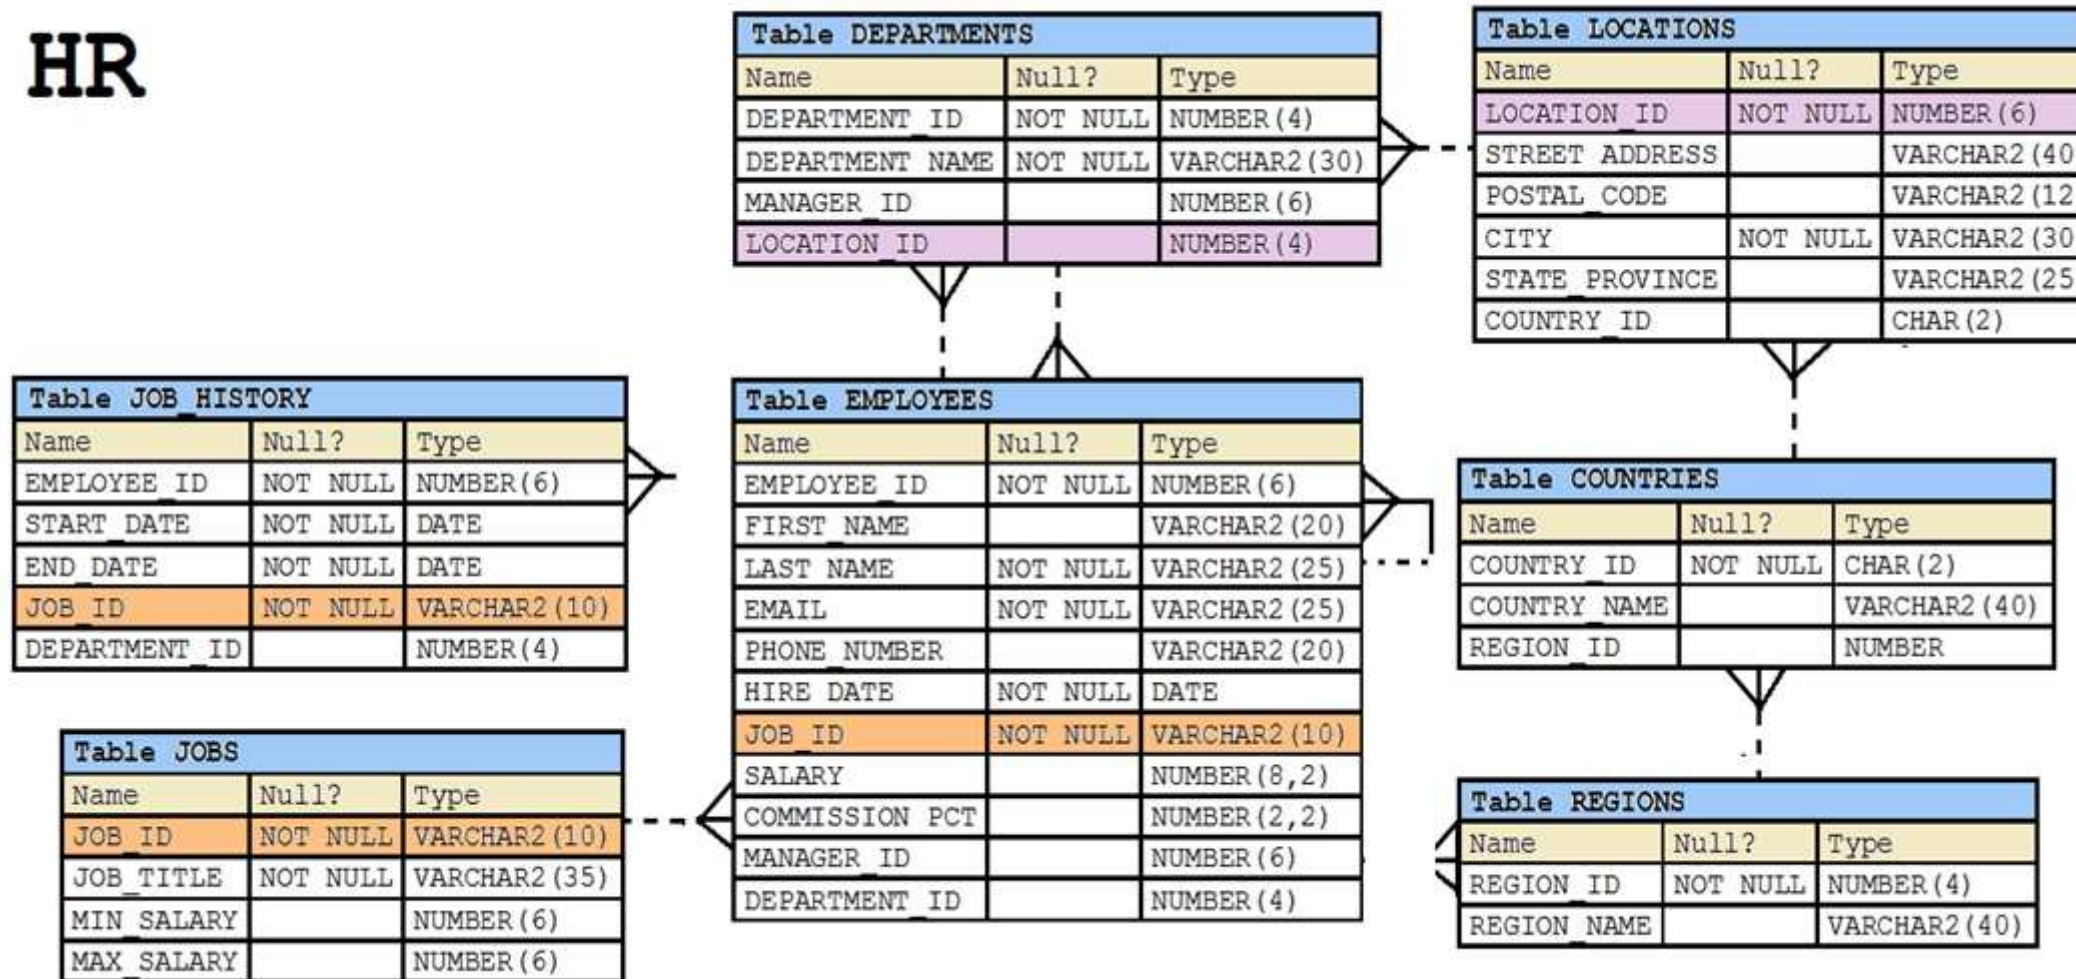 HR
Table DEPARTMENTS
Name Null? Type
DEPARTMENT_ID NOT NULL NUMBER(4)
DEPARTMENT_NAME NOT NULL VARCHAR2(30)
MANAGER_ID NUMBER(6)
LOCATION_ID NUMBER(4)
Table LOCATIONS
Name Null? Type
LOCATION_ID NOT NULL NUMBER(6)
STREET_ADDRESS VARCHAR2(40
POSTAL_CODE VARCHAR2(12
CITY NOT NULL VARCHAR2(30
STATE_PROVINCE VARCHAR2(25
COUNTRY_ID CHAR(2)
Table JOB_HISTORY
Name Null? Type
EMPLOYEE_ID NOT NULL NUMBER(6)
START_DATE NOT NULL DATE
END_DATE NOT NULL DATE
JOB_ID NOT NULL VARCHAR2(10)
DEPARTMENT_ID NUMBER(4)
Table EMPLOYEES
Name Null? Type
EMPLOYEE_ID NOT NULL NUMBER(6)
FIRST_NAME VARCHAR2(20)
LAST_NAME NOT NULL VARCHAR2(25)
EMAIL NOT NULL VARCHAR2(25)
PHONE_NUMBER VARCHAR2(20)
HIRE_DATE NOT NULL DATE
JOB_ID NOT NULL VARCHAR2(10)
SALARY NUMBER(8,2)
COMMISSION_PCT NUMBER(2,2)
MANAGER_ID NUMBER(6)
DEPARTMENT_ID NUMBER(4)
Table COUNTRIES
Name Null? Type
COUNTRY_ID NOT NULL CHAR(2)
COUNTRY_NAME VARCHAR2(40)
REGION_ID NUMBER
Table JOBS
Name Null? Type
JOB_ID NOT NULL VARCHAR2(10)
JOB_TITLE NOT NULL VARCHAR2(35)
MIN_SALARY NUMBER(6)
MAX_SALARY NUMBER(6)
Table REGIONS
Name Null? Type
REGION_ID NOT NULL NUMBER(4)
REGION_NAME VARCHAR2(40)